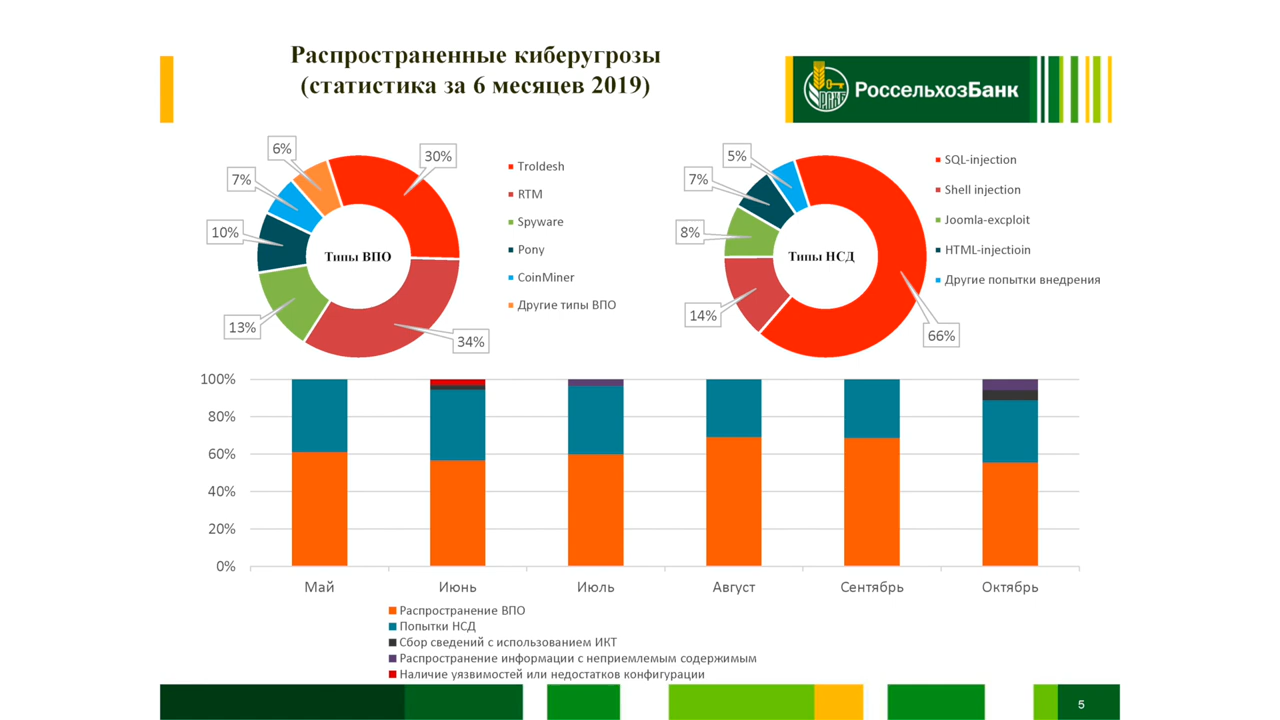 Распространенные киберугрозы
(статистика за 6 месяцев 2019)
РСХБ
РоссельхозБанк
6%
30%
7%
10%
13%
34%
Типы ВПО
Troldesh
RTM
Spyware
Pony
CoinMiner
Другие типы ВПО
5%
7%
8%
14%
66%
Типы НСД
SQL-injection
Shell injection
Joomla-excploit
HTML-injectioin
Другие попытки внедрения
100%
80%
60%
40%
20%
0%
Май Июнь Июль Август Сентябрь Октябрь
Распространение ВПО
Попытки НСД
Сбор сведений с использованием ИКТ
Распространение информации с неприемлемым содержимым
Наличие уязвимостей или недостатков конфигурации
5